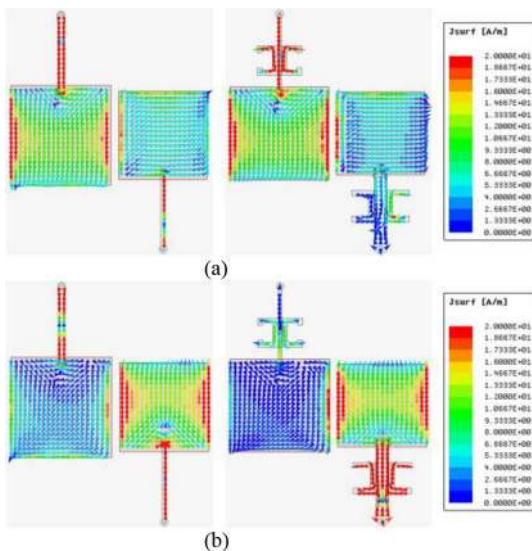 Jsurf [A/m]
2.0000E+01
1.8667E+01
1.7333E+01
1.6000E+01
1.4667E+01
1.3333E+01
1.2000E+01
1.0667E+01
9.3333E+00
8.0000E+00
6.6667E+00
5.3333E+00
4.0000E+00
2.6667E+00
1.3333E+00
0.0000E+00
(a)
Jsurf [A/m]
2.0000E+01
1.8667E+01
1.7333E+01
1.6000E+01
1.4667E+01
1.3333E+01
1.2000E+01
1.0667E+01
9.3333E+00
8.0000E+00
6.6667E+00
5.3333E+00
4.0000E+00
2.6667E+00
1.3333E+00
0.0000E+00
(b)